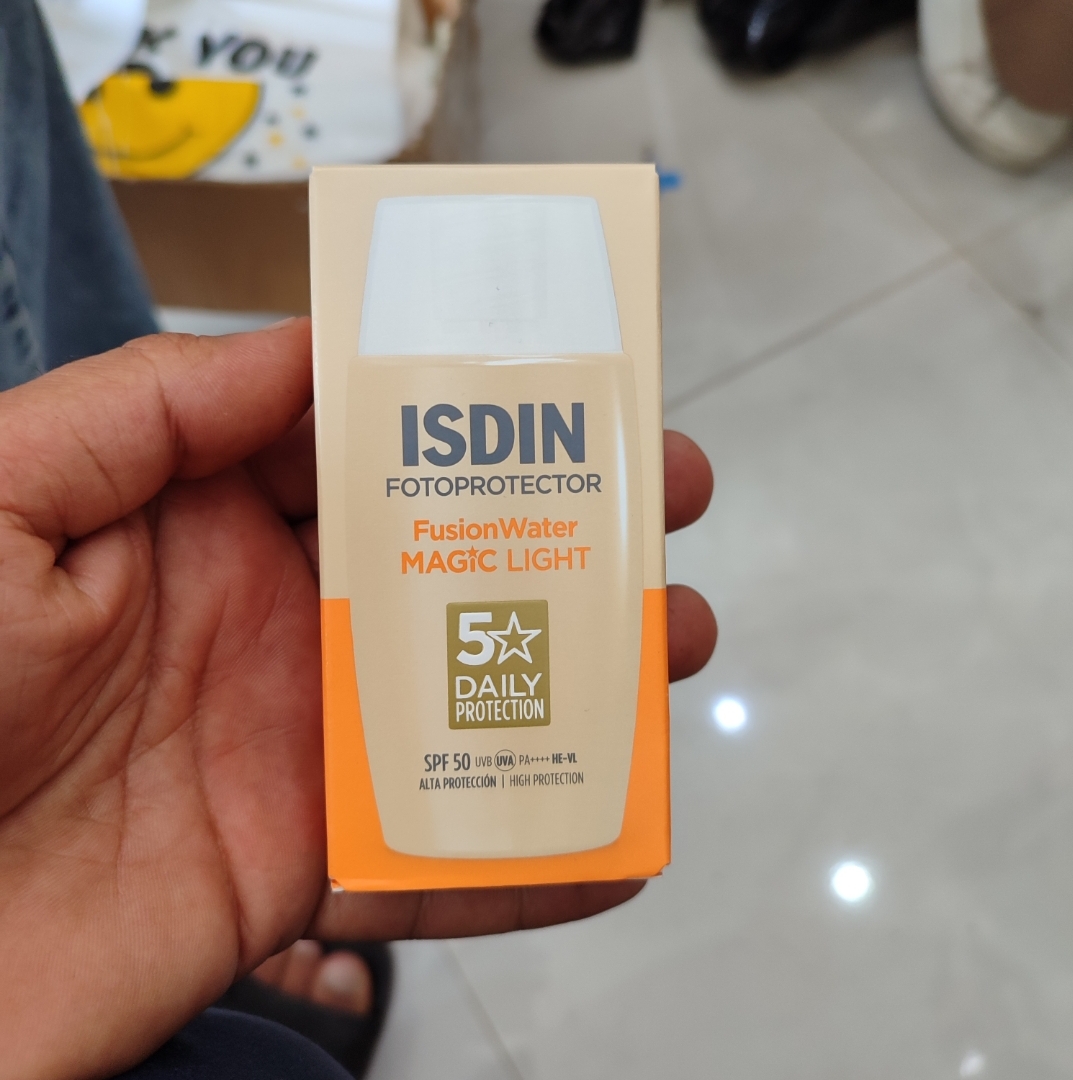 YOU
ISDIN
FOTOPROTECTOR
FusionWater
MAGIC LIGHT
5
DAILY
PROTECTION
SPF 50 UVB UVA PA++++ HE-VL
ALTA PROTECCIÓN | HIGH PROTECTION